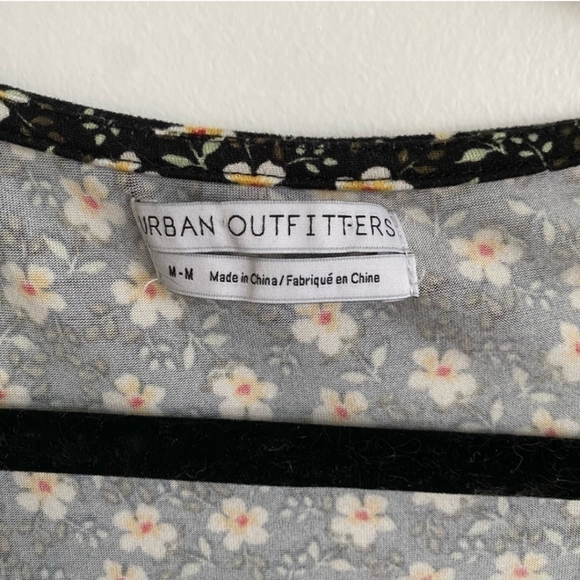 URBAN OUTFITTERS
M-M Made in China/Fabriqué en Chine